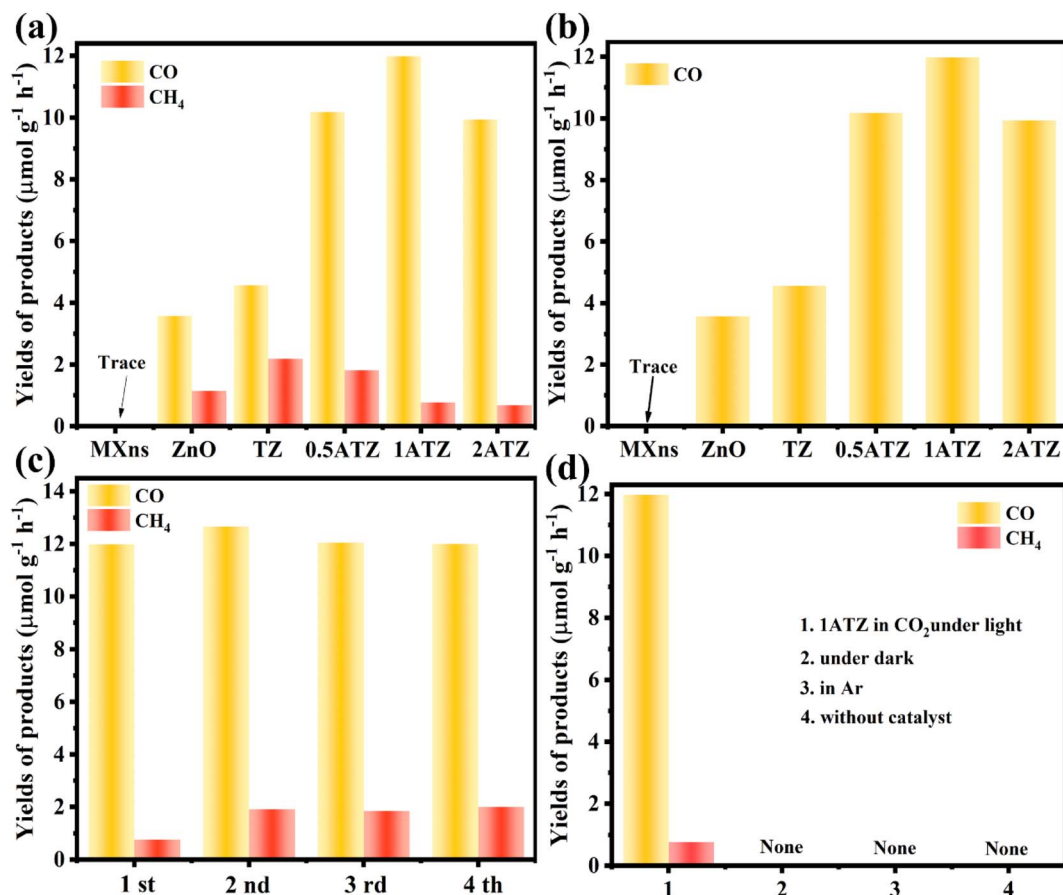 (a)
CO
CH₄
Yields of products (μmol g⁻¹ h⁻¹)
12
10
8
6
4
2
0
Trace
MXns ZnO TZ 0.5ATZ 1ATZ 2ATZ
(b)
CO
Yields of products (μmol g⁻¹ h⁻¹)
12
10
8
6
4
2
0
Trace
MXns ZnO TZ 0.5ATZ 1ATZ 2ATZ
(c)
CO
CH₄
Yields of products (μmol g⁻¹ h⁻¹)
14
12
10
8
6
4
2
0
1 st 2 nd 3 rd 4 th
(d)
CO
CH₄
Yields of products (μmol g⁻¹ h⁻¹)
12
10
8
6
4
2
0
1. 1ATZ in CO₂under light
2. under dark
3. in Ar
4. without catalyst
None None None
1 2 3 4